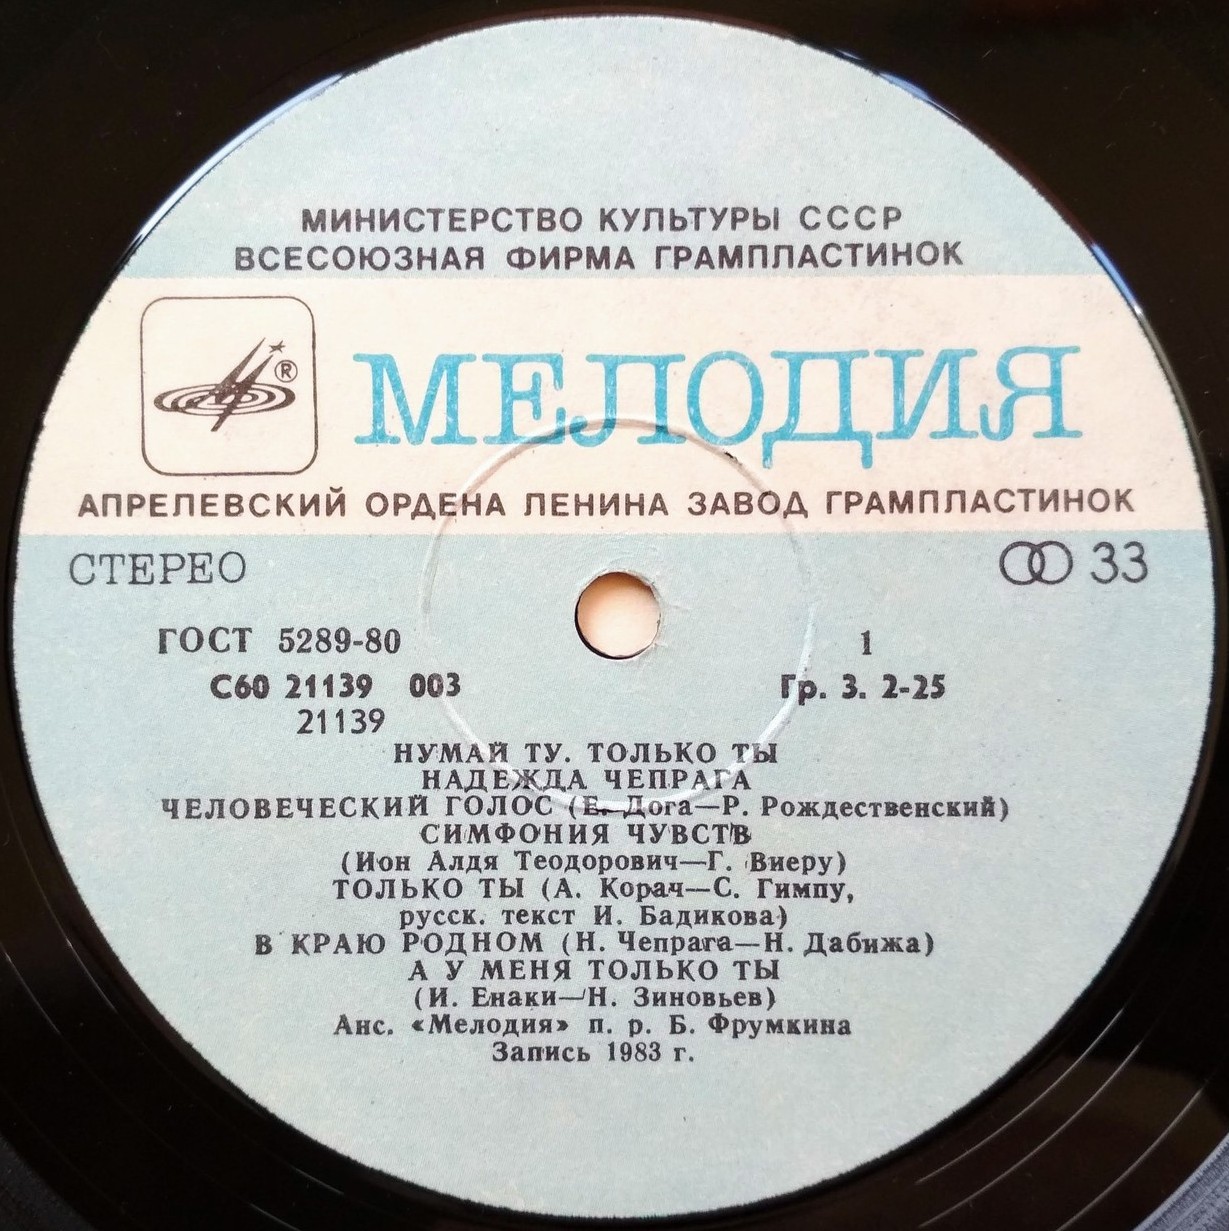 МИНИСТЕРСТВО КУЛЬТУРЫ СССР
ВСЕСОЮЗНАЯ ФИРМА ГРАМПЛАСТИНОК
®
МЕЛОДИЯ
АПРЕЛЕВСКИЙ ОРДЕНА ЛЕНИНА ЗАВОД ГРАМПЛАСТИНОК
СТЕРЕО 33
ГОСТ 5289-80 1
С60 21139 003 Гр. 3. 2-25
21139
НУМАЙ ТУ. ТОЛЬКО ТЫ
НАДЕЖДА ЧЕПРАГА
ЧЕЛОВЕЧЕСКИЙ ГОЛОС (Е. Дога—Р. Рождественский)
СИМФОНИЯ ЧУВСТВ
(Ион Алдя Теодорович—Г. Виеру)
ТОЛЬКО ТЫ (А. Корач—С. Гимпу,
русск. текст И. Бадикова)
В КРАЮ РОДНОМ (Н. Чепрага—Н. Дабижа)
А У МЕНЯ ТОЛЬКО ТЫ
(И. Енаки—Н. Зиновьев)
Анс. «Мелодия» п. р. Б. Фрумкина
Запись 1983 г.